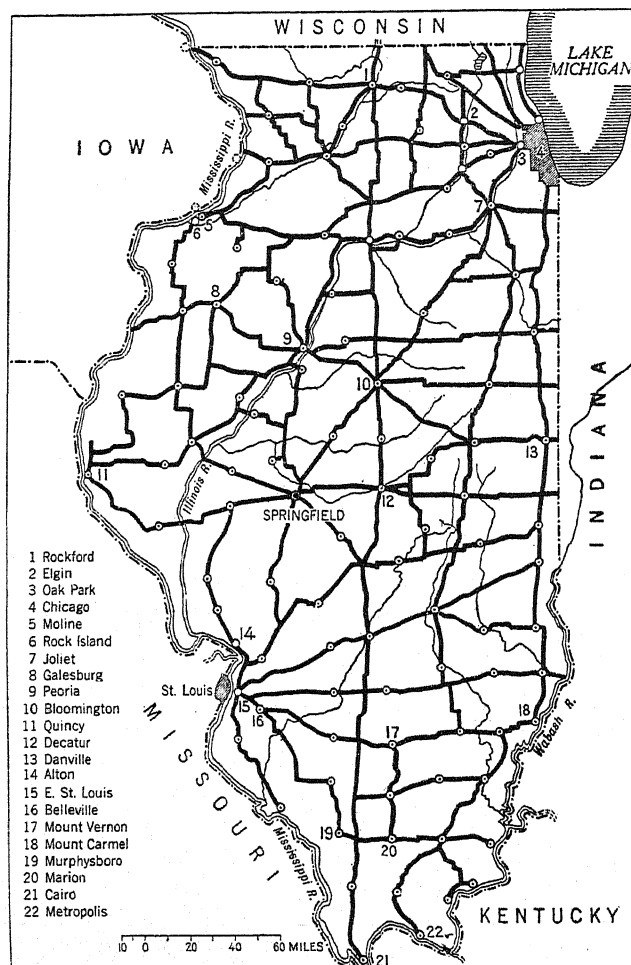 WISCONSIN
LAKE
MICHIGAN
IOWA
Mississippi R.
1
2
3
4
5
6
7
8
9
10
11
12
13
Illinois R.
SPRINGFIELD
INDIANA
14
St. Louis
15
16
17
18
Wabash R.
MISSOURI
19
20
Mississippi R.
21
22
KENTUCKY
1 Rockford
2 Elgin
3 Oak Park
4 Chicago
5 Moline
6 Rock Island
7 Joliet
8 Galesburg
9 Peoria
10 Bloomington
11 Quincy
12 Decatur
13 Danville
14 Alton
15 E. St. Louis
16 Belleville
17 Mount Vernon
18 Mount Carmel
19 Murphysboro
20 Marion
21 Cairo
22 Metropolis
10 0 20 40 60 MILES